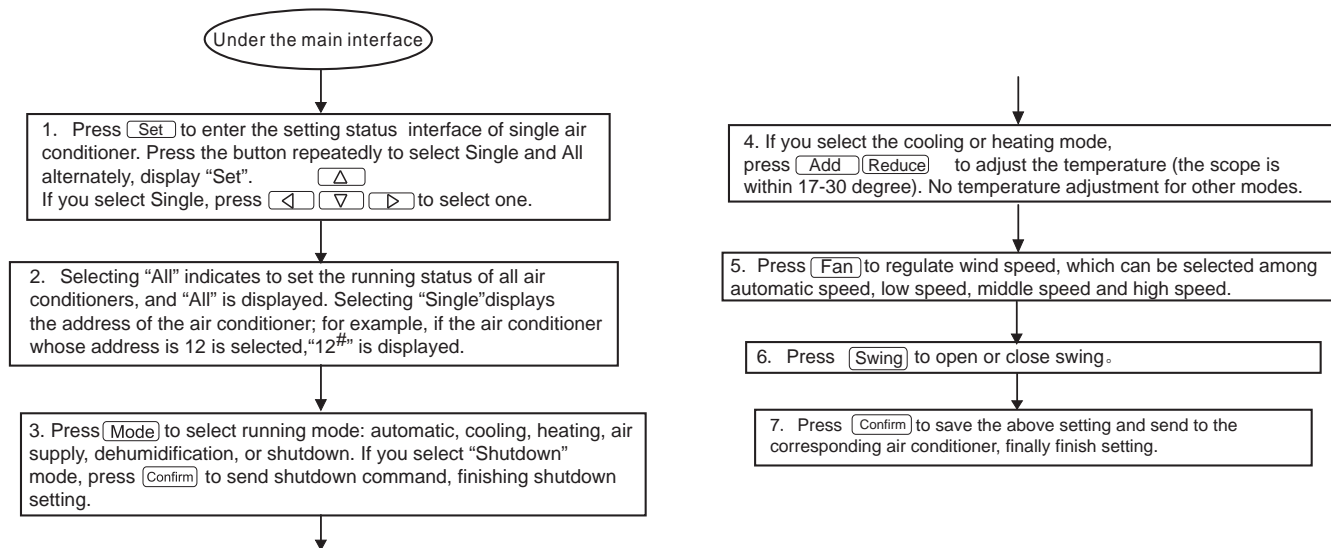 Under the main interface
1. Press Set to enter the setting status interface of single air
conditioner. Press the button repeatedly to select Single and All
alternately, display “Set”. △
If you select Single, press ◁ ▽ ▷ to select one.
2. Selecting “All” indicates to set the running status of all air
conditioners, and “All” is displayed. Selecting “Single”displays
the address of the air conditioner; for example, if the air conditioner
whose address is 12 is selected,“12#” is displayed.
3. Press Mode to select running mode: automatic, cooling, heating, air
supply, dehumidification, or shutdown. If you select “Shutdown”
mode, press Confirm to send shutdown command, finishing shutdown
setting.
4. If you select the cooling or heating mode,
press Add Reduce to adjust the temperature (the scope is
within 17-30 degree). No temperature adjustment for other modes.
5. Press Fan to regulate wind speed, which can be selected among
automatic speed, low speed, middle speed and high speed.
6. Press Swing to open or close swing。
7. Press Confirm to save the above setting and send to the
corresponding air conditioner, finally finish setting.